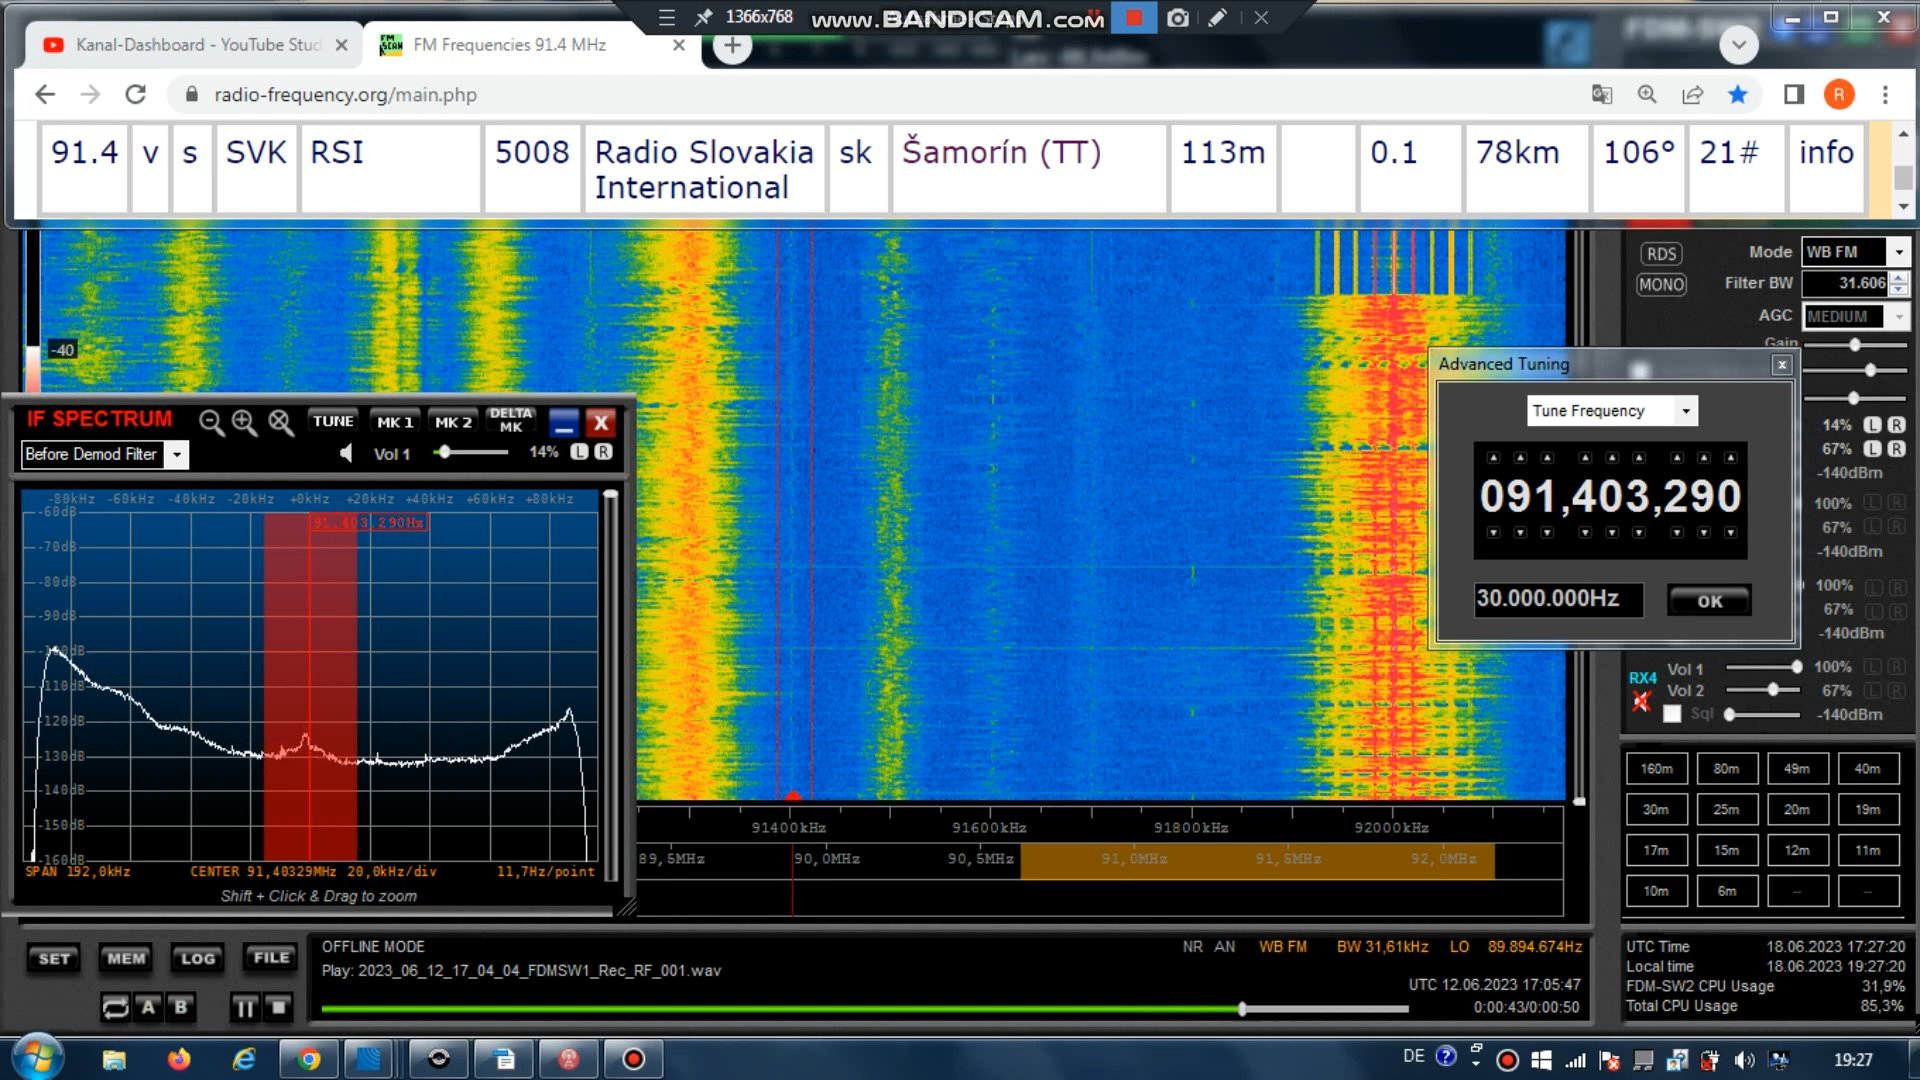 1366x768
www.BANDICAM.com
Kanal-Dashboard - YouTube Stud
FM Frequencies 91.4 MHz
radio-frequency.org/main.php
R
91.4 v s SVK RSI 5008 Radio Slovakia International sk Šamorín (TT) 113m 0.1 78km 106° 21# info
-40
RDS
Mode WB FM
MONO
Filter BW 31.606
AGC MEDIUM
Gain
Advanced Tuning
Tune Frequency
091,403,290
30.000.000Hz
OK
14% L R
67% L R
-140dBm
100% L R
67% L R
-140dBm
100% L R
67% L R
-140dBm
RX4
Vol 1 100% L R
Vol 2 67% L R
Sql -140dBm
IF SPECTRUM
TUNE
MK 1
MK 2
DELTA MK
Before Demod Filter
Vol 1 14% L R
-80kHz -60kHz -40kHz -20kHz +0kHz +20kHz +40kHz +60kHz +80kHz
91.403,290Hz
-60dB
-70dB
-80dB
-90dB
-100dB
-110dB
-120dB
-130dB
-140dB
-150dB
-160dB
SPAN 192,0kHz CENTER 91,40329MHz 20,0kHz/div 11,7Hz/point
Shift + Click & Drag to zoom
91400kHz 91600kHz 91800kHz 92000kHz
89,5MHz 90,0MHz 90,5MHz 91,0MHz 91,5MHz 92,0MHz
160m 80m 49m 40m
30m 25m 20m 19m
17m 15m 12m 11m
10m 6m -- --
SET MEM LOG FILE
A B
OFFLINE MODE
NR AN WB FM BW 31,61kHz LO 89.894.674Hz
Play: 2023_06_12_17_04_04_FDMSW1_Rec_RF_001.wav
UTC 12.06.2023 17:05:47
0:00:43/0:00:50
UTC Time 18.06.2023 17:27:20
Local time 18.06.2023 19:27:20
FDM-SW2 CPU Usage 31,9%
Total CPU Usage 85,3%
DE
19:27